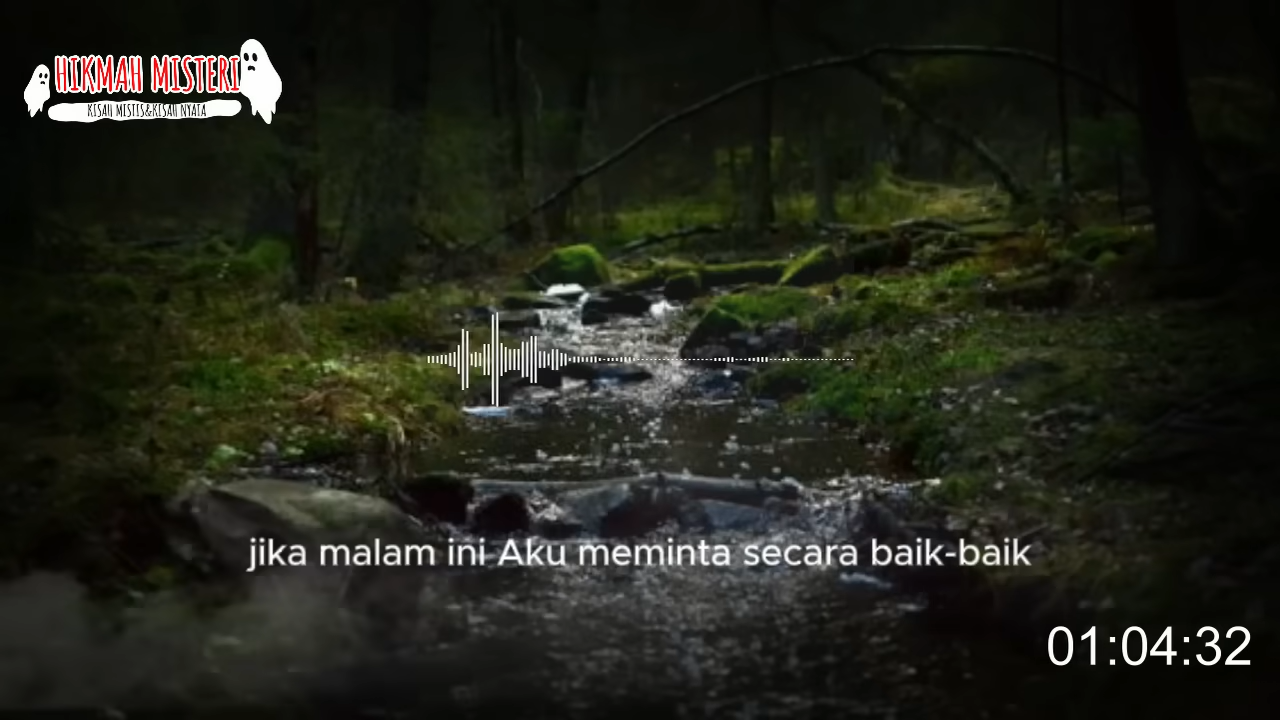 HIKMAH MISTERI
KISAH MISTIS&KISAH NYATA
jika malam ini Aku meminta secara baik-baik
01:04:32